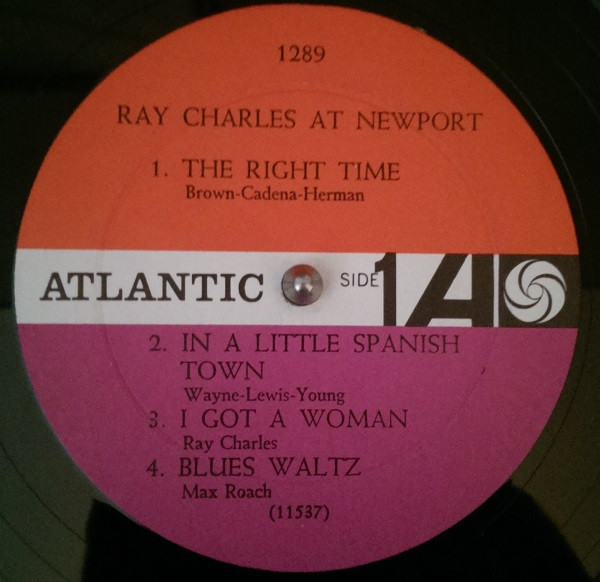 1289
RAY CHARLES AT NEWPORT
1. THE RIGHT TIME
Brown-Cadena-Herman
ATLANTIC SIDE 1 A
2. IN A LITTLE SPANISH
TOWN
Wayne-Lewis-Young
3. I GOT A WOMAN
Ray Charles
4. BLUES WALTZ
Max Roach
(11537)